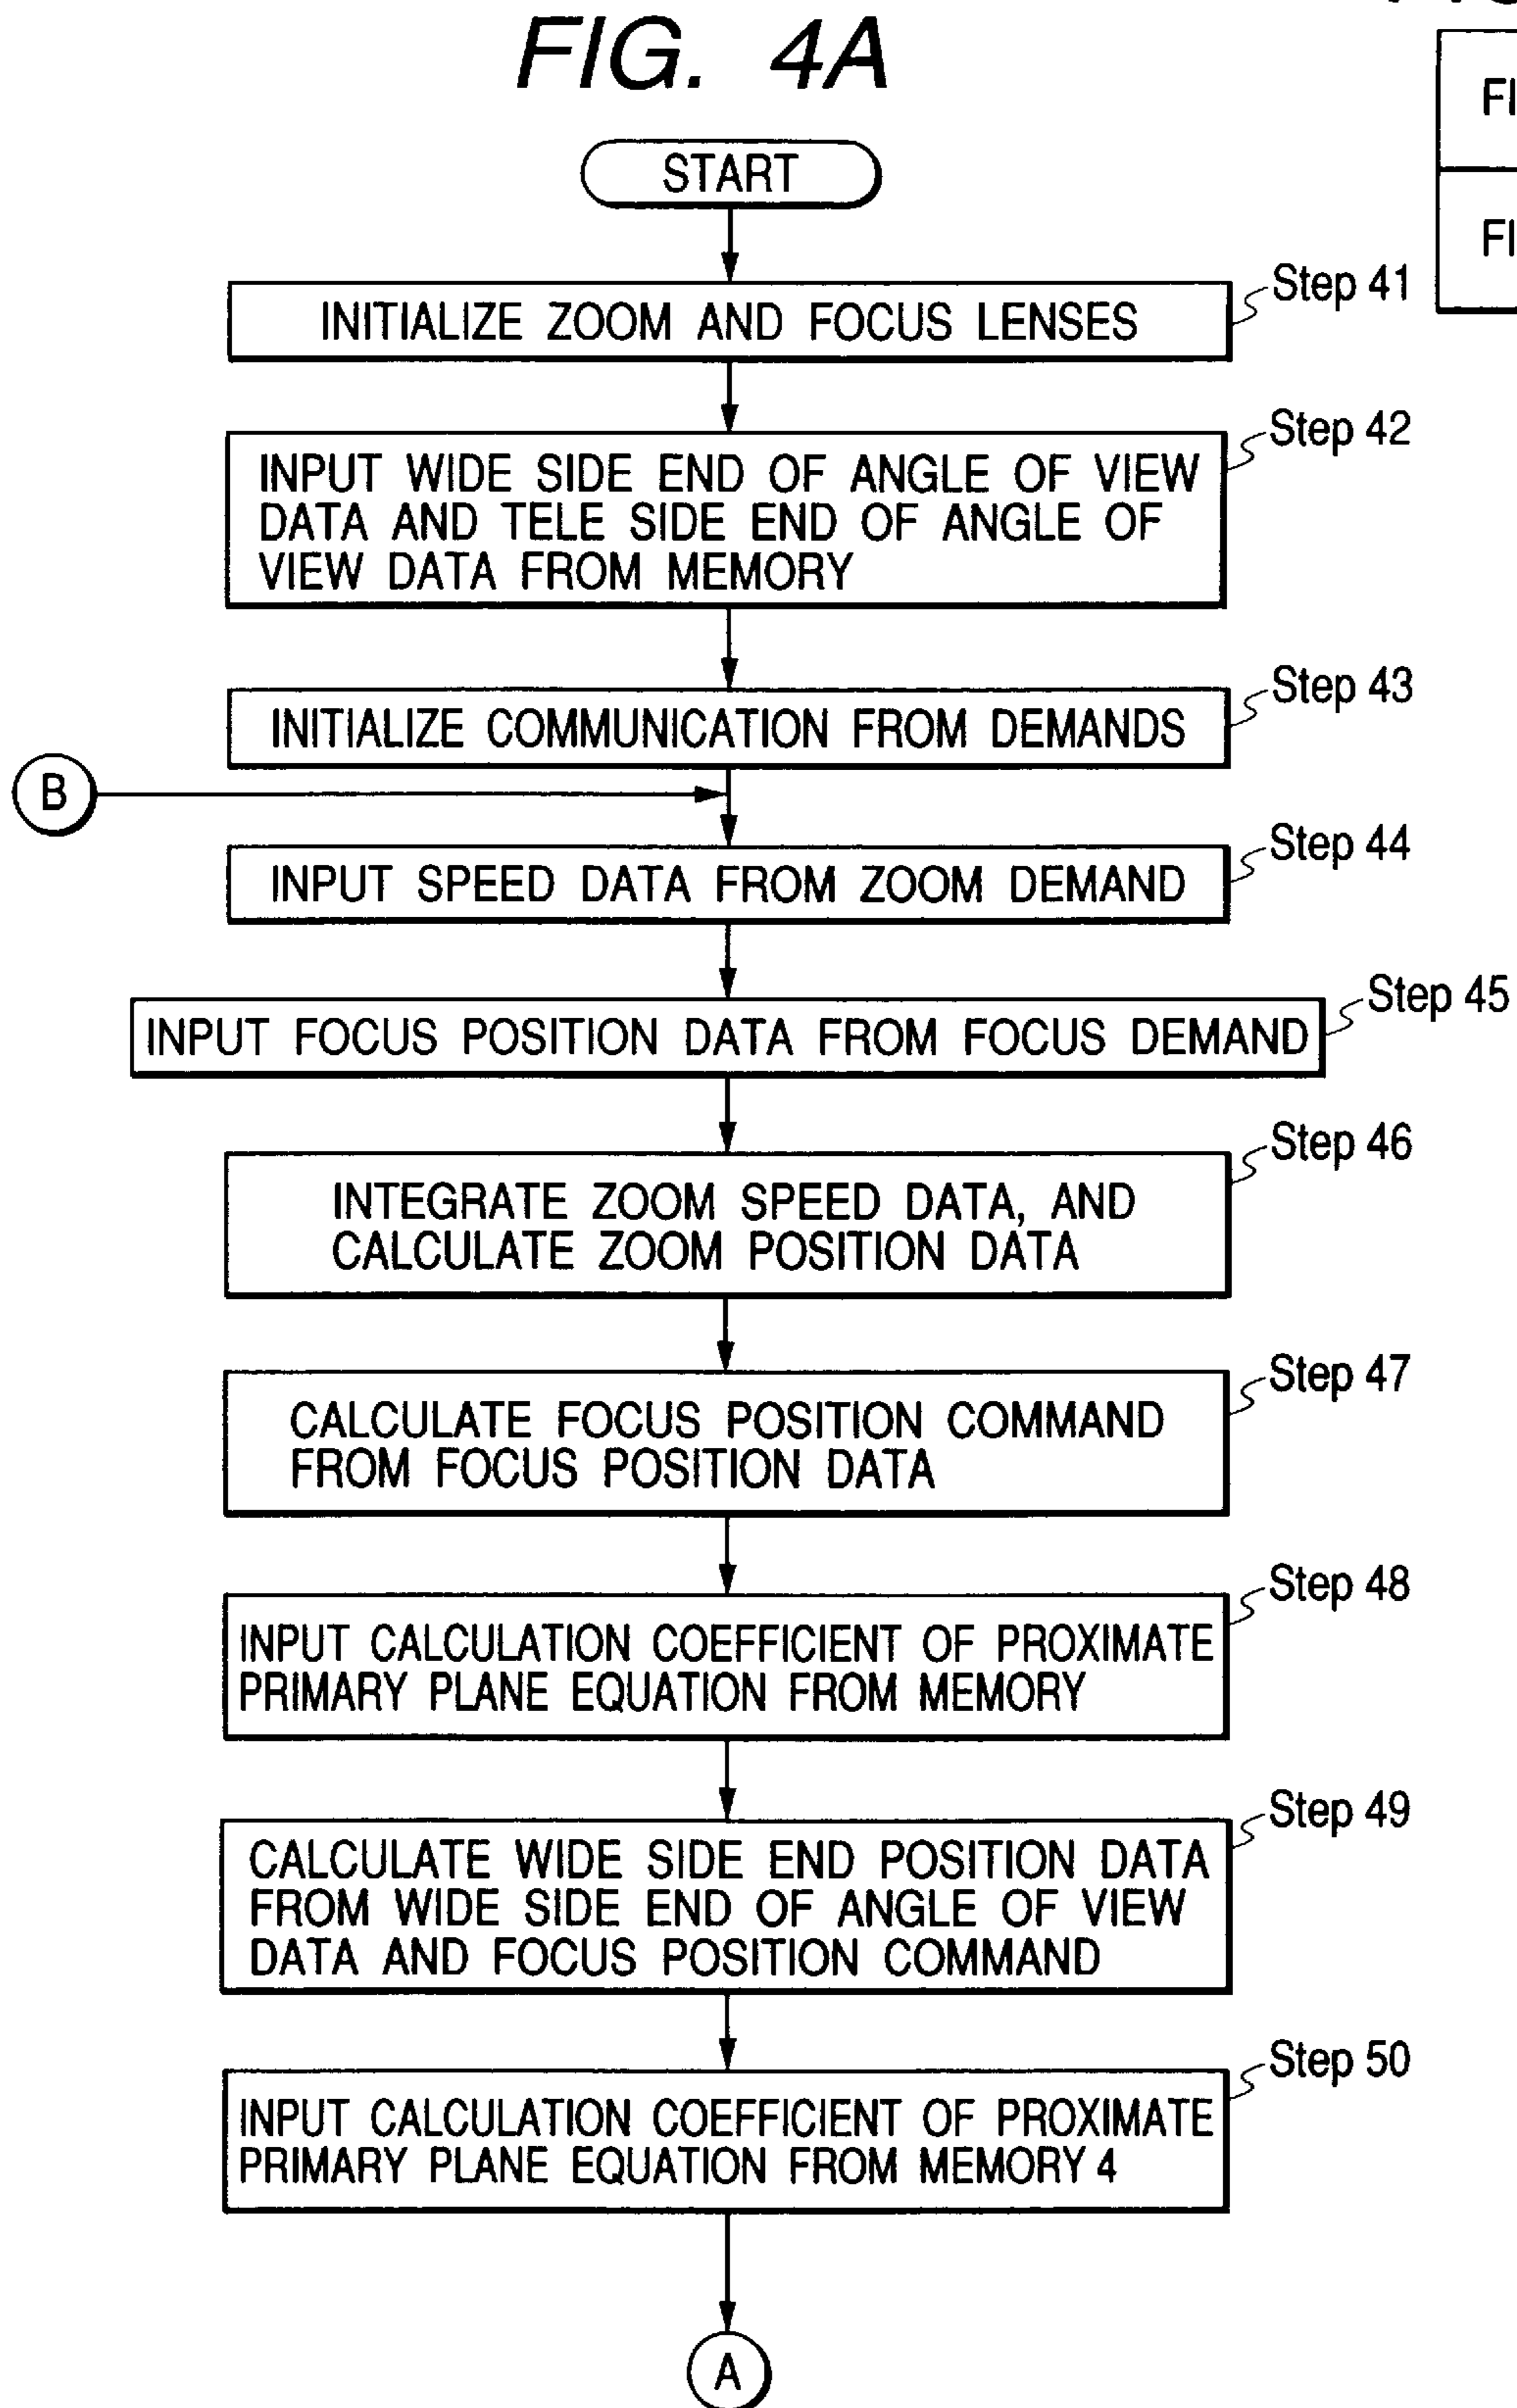 FIG. 4A
FI
FI
START
Step 41
INITIALIZE ZOOM AND FOCUS LENSES
Step 42
INPUT WIDE SIDE END OF ANGLE OF VIEW
DATA AND TELE SIDE END OF ANGLE OF
VIEW DATA FROM MEMORY
Step 43
INITIALIZE COMMUNICATION FROM DEMANDS
B
Step 44
INPUT SPEED DATA FROM ZOOM DEMAND
Step 45
INPUT FOCUS POSITION DATA FROM FOCUS DEMAND
Step 46
INTEGRATE ZOOM SPEED DATA, AND
CALCULATE ZOOM POSITION DATA
Step 47
CALCULATE FOCUS POSITION COMMAND
FROM FOCUS POSITION DATA
Step 48
INPUT CALCULATION COEFFICIENT OF PROXIMATE
PRIMARY PLANE EQUATION FROM MEMORY
Step 49
CALCULATE WIDE SIDE END POSITION DATA
FROM WIDE SIDE END OF ANGLE OF VIEW
DATA AND FOCUS POSITION COMMAND
Step 50
INPUT CALCULATION COEFFICIENT OF PROXIMATE
PRIMARY PLANE EQUATION FROM MEMORY 4
A